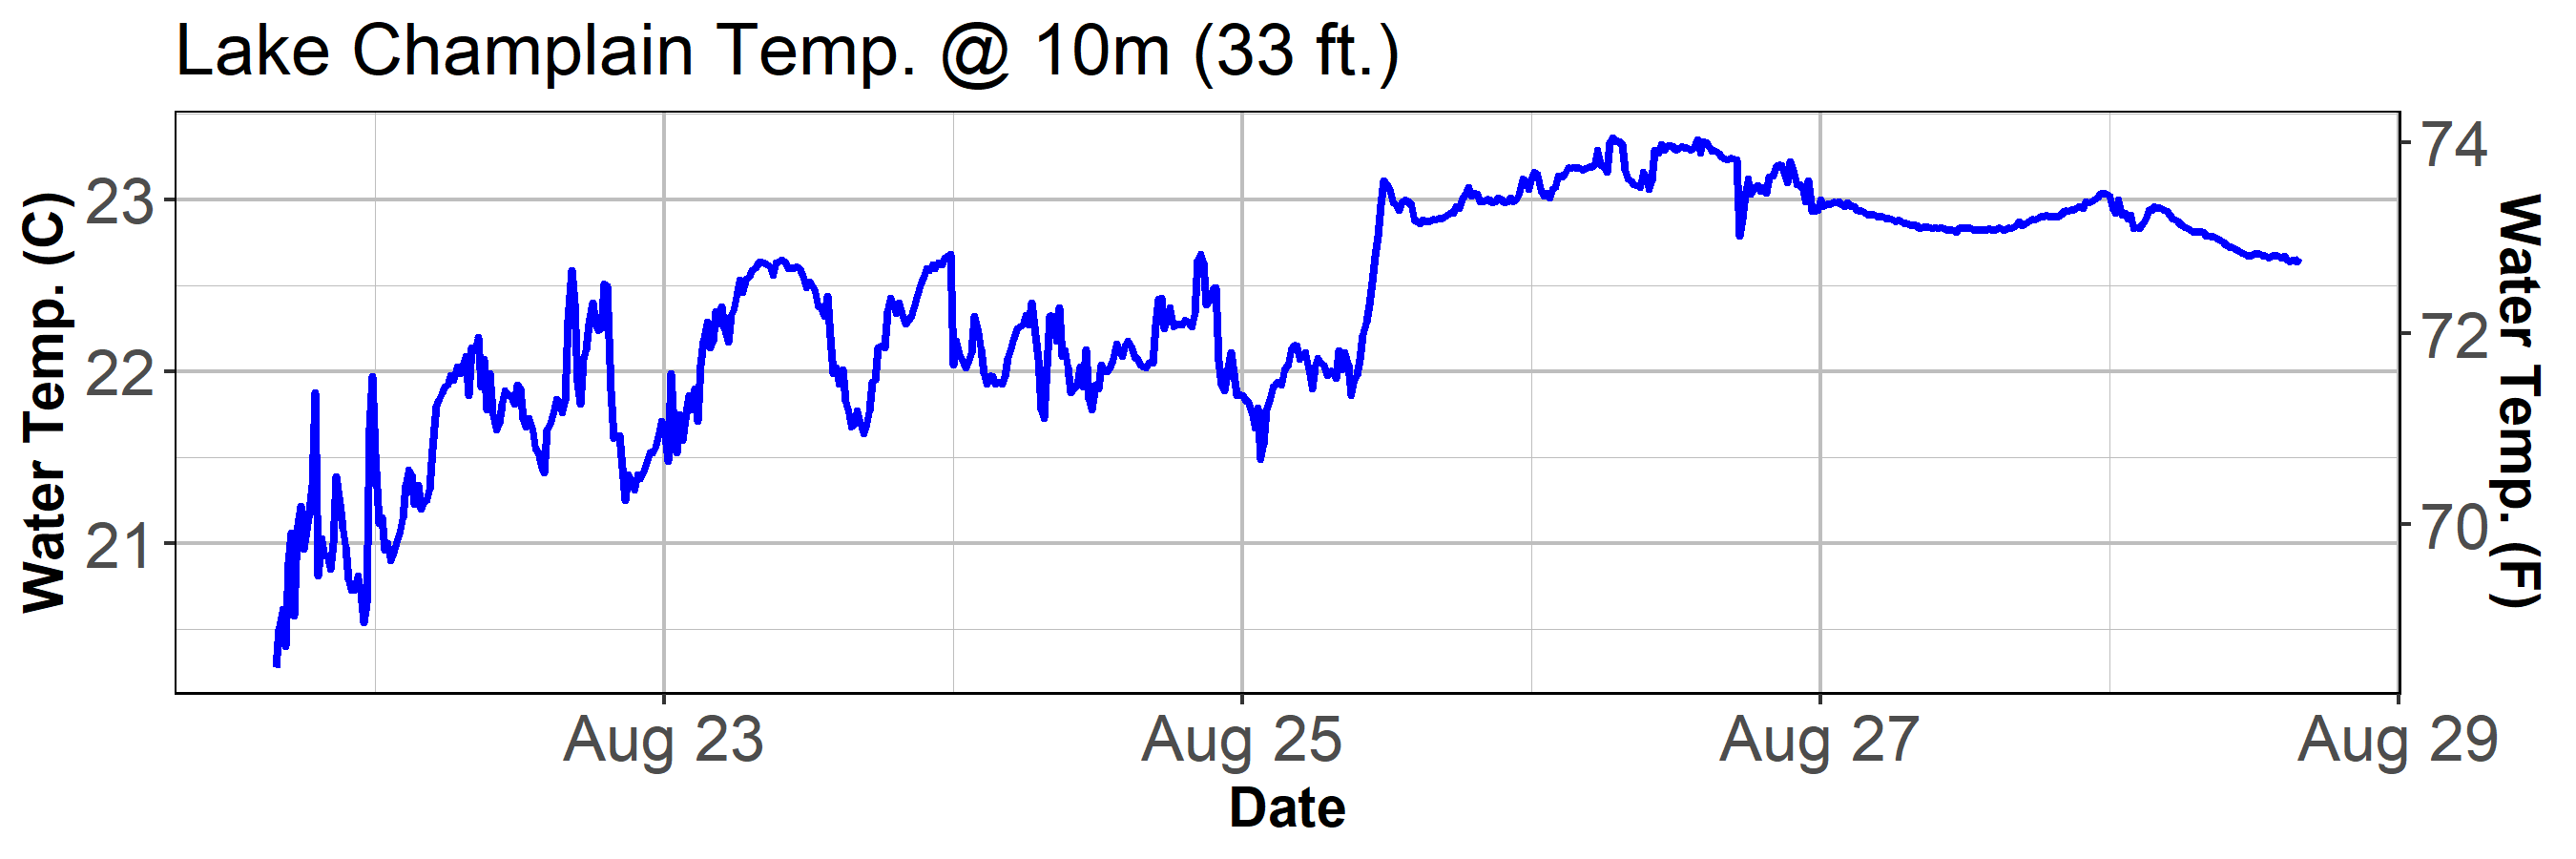 Lake Champlain Temp. @ 10m (33 ft.)
Water Temp. (C)
23
22
21
74
72
70
Water Temp. (F)
Aug 23
Aug 25
Aug 27
Aug 29
Date